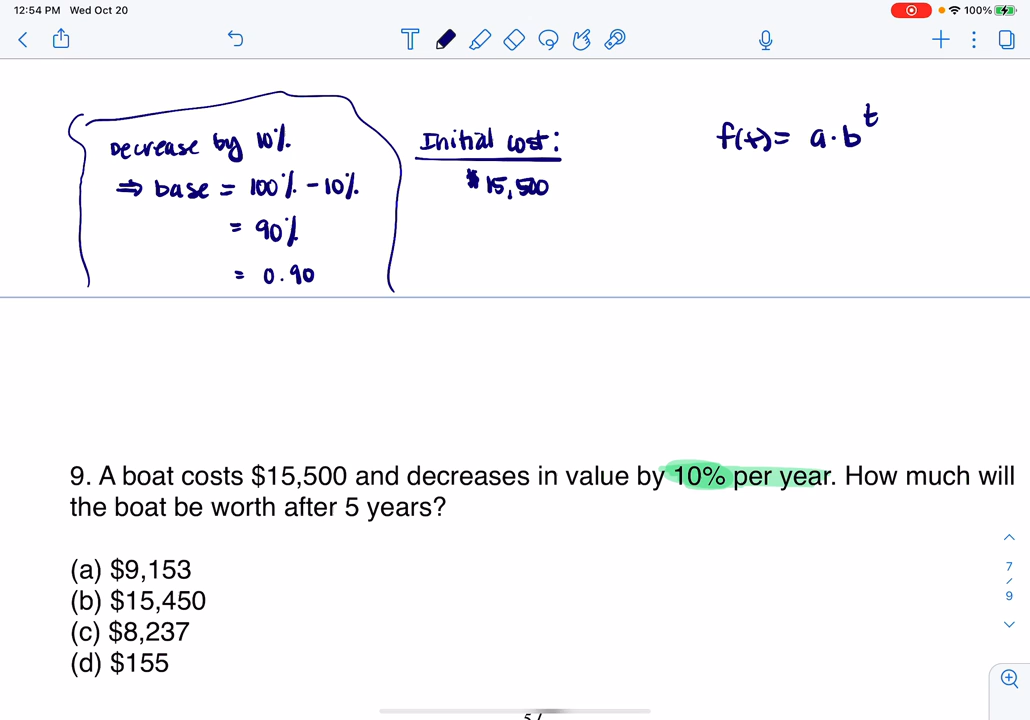 12:54 PM Wed Oct 20
100%
T
Decrease by 10%
⇒ base = 100% - 10%
= 90%
= 0.90
Initial cost:
$15,500
f(t)= a·b^t
9. A boat costs $15,500 and decreases in value by 10% per year. How much will
the boat be worth after 5 years?
(a) $9,153
(b) $15,450
(c) $8,237
(d) $155
7
/
9